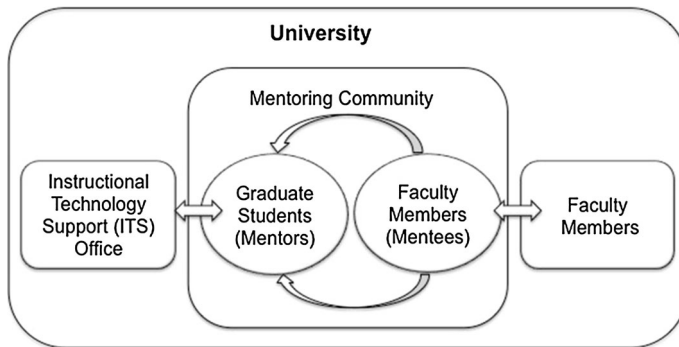 University
Mentoring Community
Instructional
Technology
Support (ITS)
Office
Graduate
Students
(Mentors)
Faculty
Members
(Mentees)
Faculty
Members